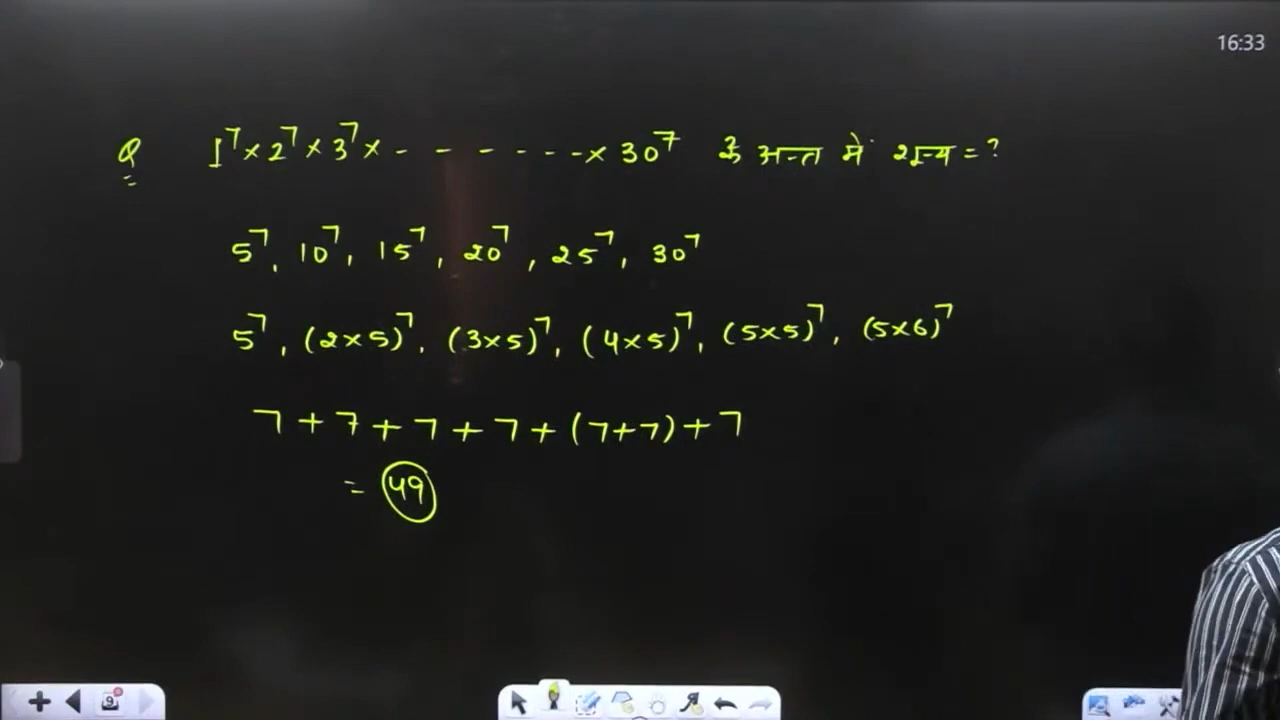 16:33
Q 1⁷ × 2⁷ × 3⁷ × - - - - - - × 30⁷ के अन्त में शून्य = ?
5⁷, 10⁷, 15⁷, 20⁷, 25⁷, 30⁷
5⁷, (2×5)⁷, (3×5)⁷, (4×5)⁷, (5×5)⁷, (5×6)⁷
7 + 7 + 7 + 7 + (7+7) + 7
= 49
9